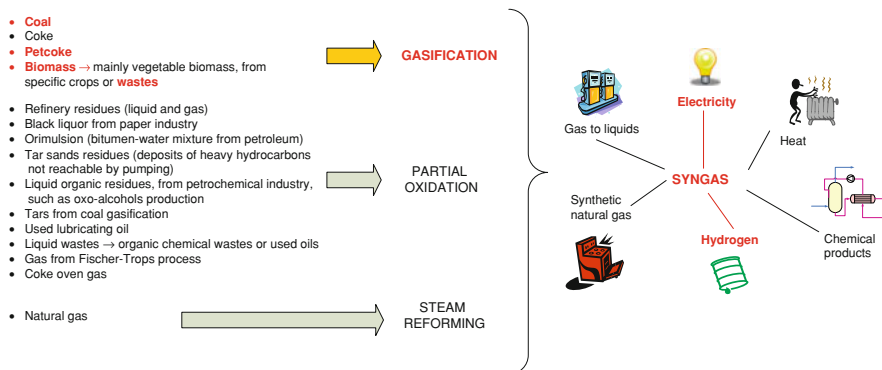 • Coal
• Coke
• Petcoke
• Biomass → mainly vegetable biomass, from
specific crops or wastes
GASIFICATION
• Refinery residues (liquid and gas)
• Black liquor from paper industry
• Orimulsion (bitumen-water mixture from petroleum)
• Tar sands residues (deposits of heavy hydrocarbons
not reachable by pumping)
• Liquid organic residues, from petrochemical industry,
such as oxo-alcohols production
• Tars from coal gasification
• Used lubricating oil
• Liquid wastes → organic chemical wastes or used oils
• Gas from Fischer-Trops process
• Coke oven gas
PARTIAL
OXIDATION
• Natural gas
STEAM
REFORMING
Electricity
Gas to liquids
Heat
SYNGAS
Synthetic
natural gas
Hydrogen
Chemical
products